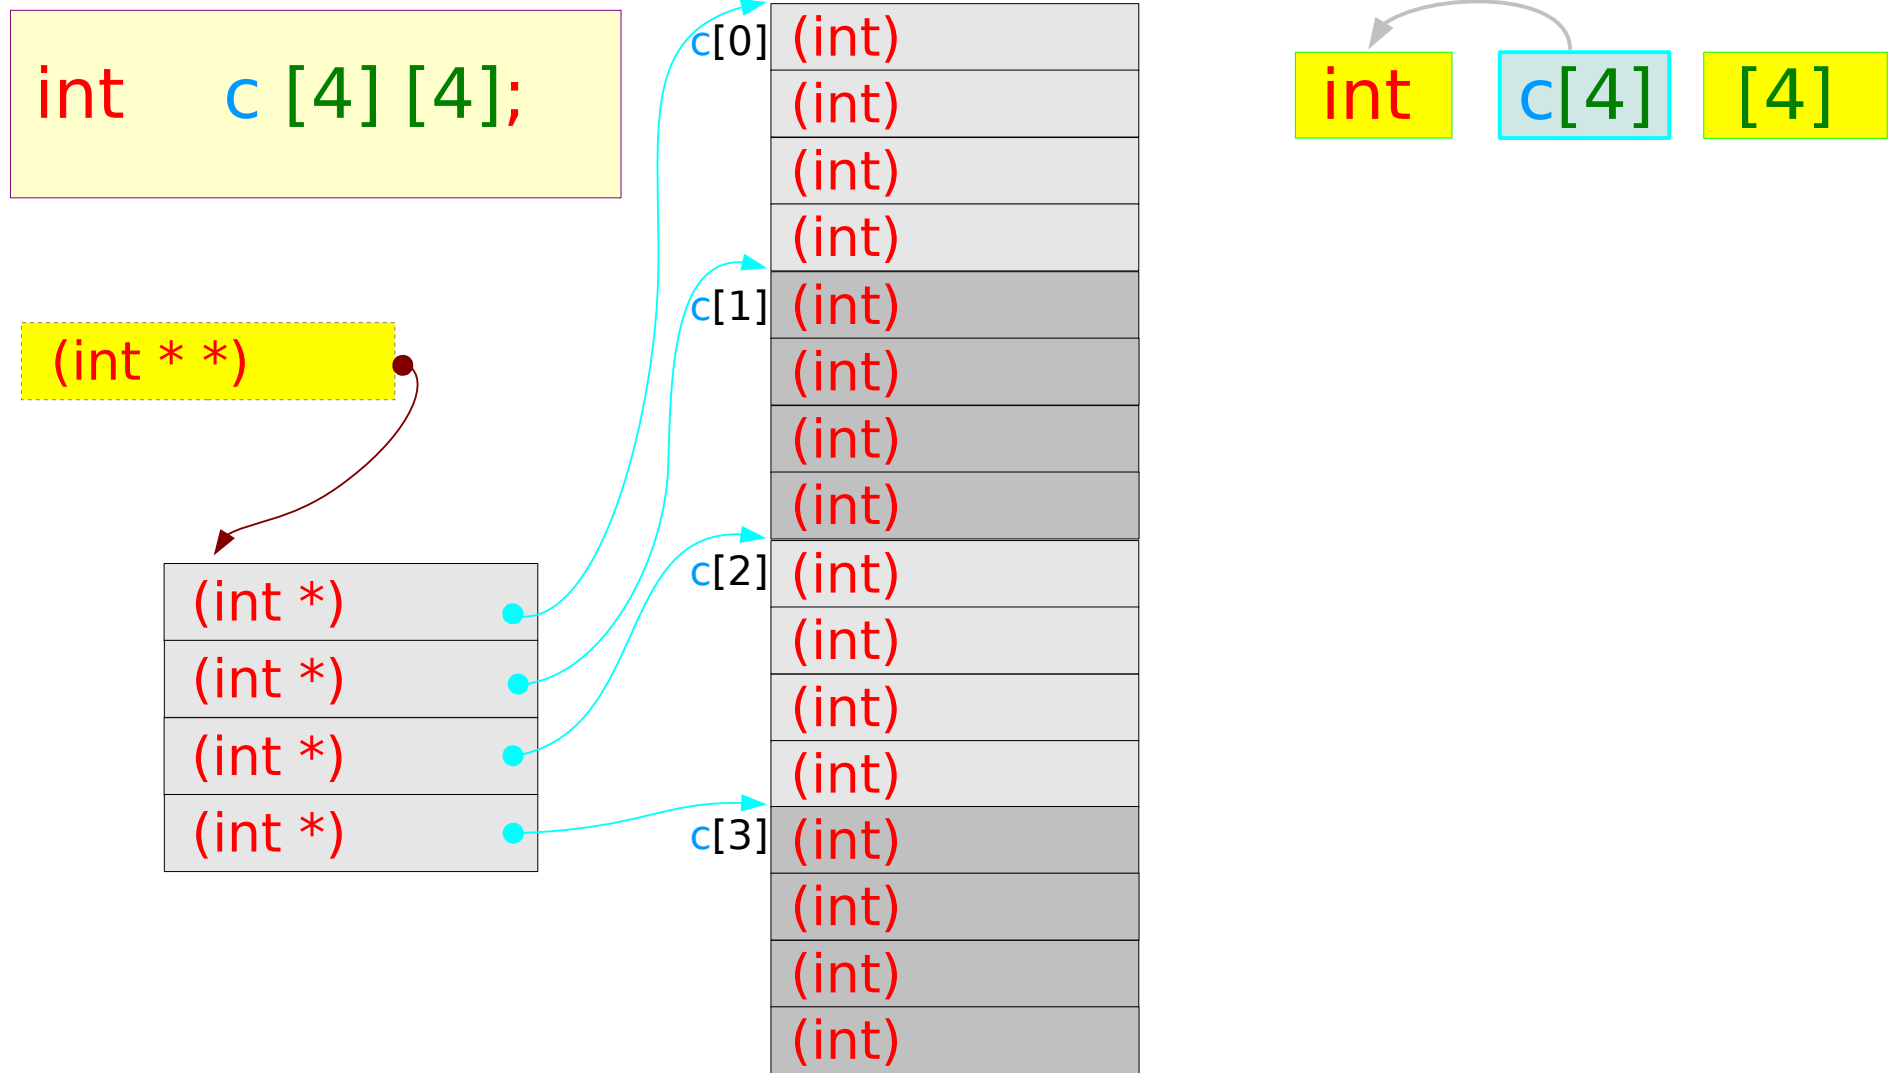 int c [4] [4];
(int * *)
(int *)
(int *)
(int *)
(int *)
c[0] (int)
(int)
(int)
(int)
c[1] (int)
(int)
(int)
(int)
c[2] (int)
(int)
(int)
(int)
c[3] (int)
(int)
(int)
(int)
int c[4] [4]